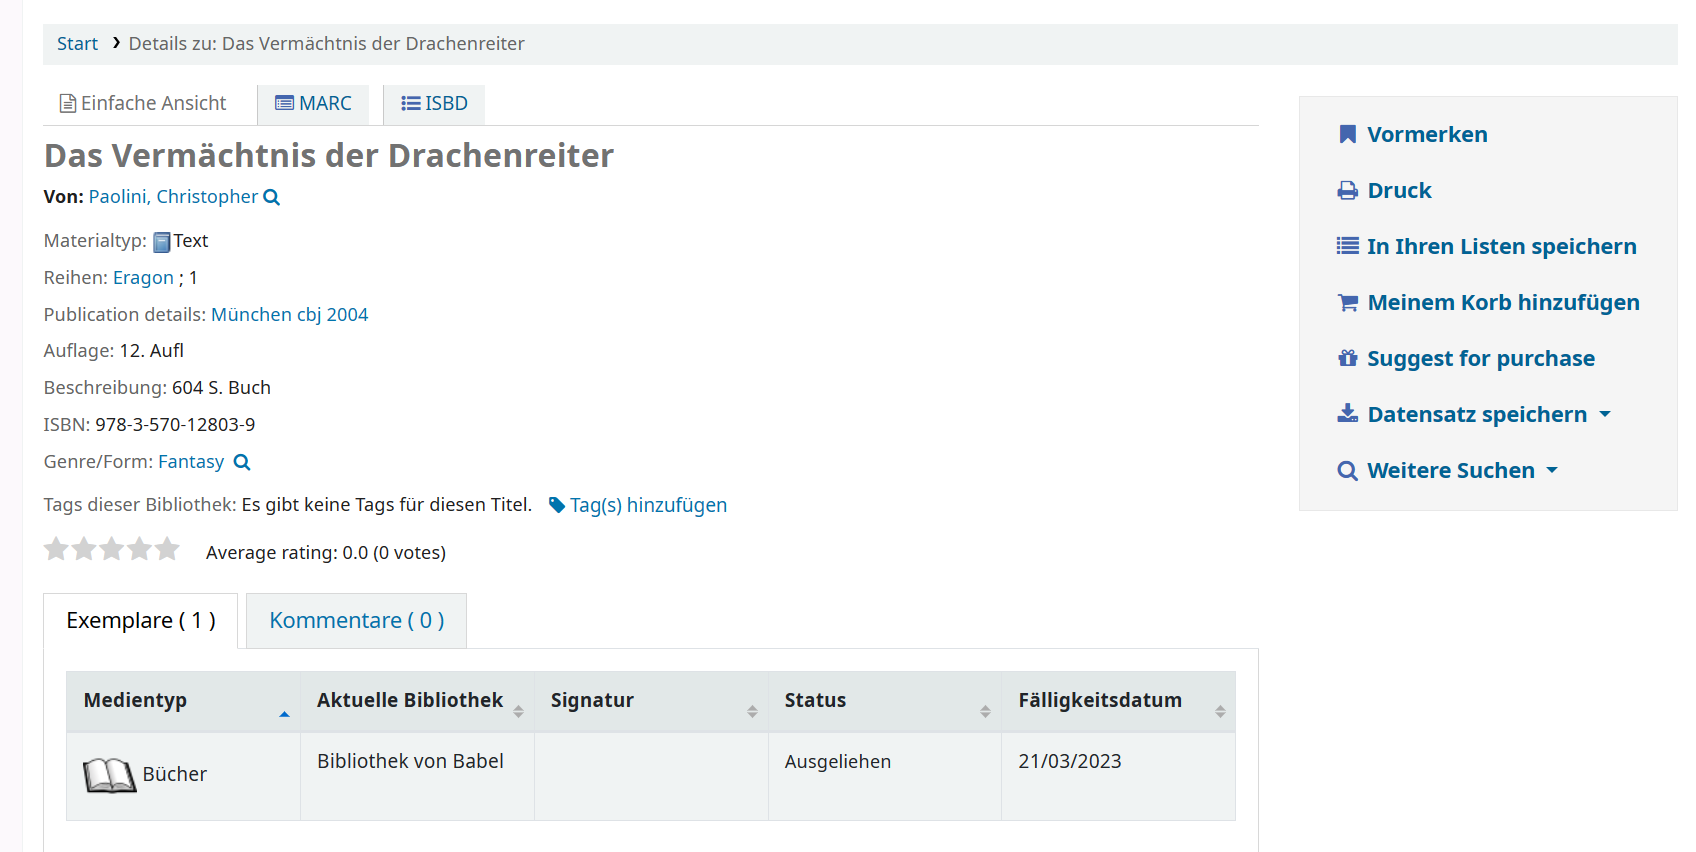 Start ❯ Details zu: Das Vermächtnis der Drachenreiter
Einfache Ansicht MARC ISBD
Das Vermächtnis der Drachenreiter
Von: Paolini, Christopher
Materialtyp: Text
Reihen: Eragon ; 1
Publication details: München cbj 2004
Auflage: 12. Aufl
Beschreibung: 604 S. Buch
ISBN: 978-3-570-12803-9
Genre/Form: Fantasy
Tags dieser Bibliothek: Es gibt keine Tags für diesen Titel. Tag(s) hinzufügen
Average rating: 0.0 (0 votes)
Exemplare ( 1 ) Kommentare ( 0 )
Medientyp Aktuelle Bibliothek Signatur Status Fälligkeitsdatum
Bücher Bibliothek von Babel Ausgeliehen 21/03/2023
Vormerken
Druck
In Ihren Listen speichern
Meinem Korb hinzufügen
Suggest for purchase
Datensatz speichern
Weitere Suchen